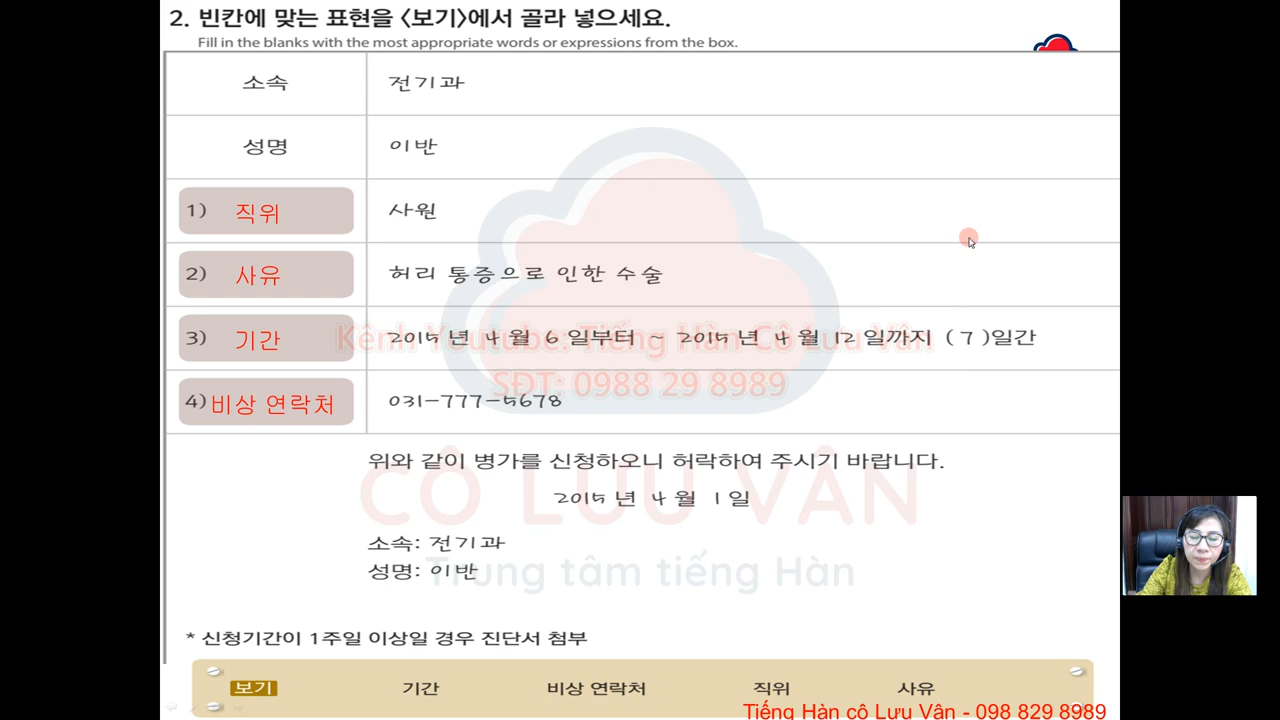 2. 빈칸에 맞는 표현을 〈보기〉에서 골라 넣으세요.
Fill in the blanks with the most appropriate words or expressions from the box.
소속 전기과
성명 이반
1) 직위 사원
2) 사유 허리 통증으로 인한 수술
3) 기간 2015년 4월 6일부터 ~ 2015년 4월 12일까지 (7)일간
Kênh Youtube: Tiếng Hàn Cô Lưu Vân
SĐT: 0988 29 8989
4) 비상 연락처 031-777-5678
위와 같이 병가를 신청하오니 허락하여 주시기 바랍니다.
CÔ LƯU VÂN
2015년 4월 1일
소속: 전기과
성명: 이반
Trung tâm tiếng Hàn
* 신청기간이 1주일 이상일 경우 진단서 첨부
보기 기간 비상 연락처 직위 사유
Tiếng Hàn cô Lưu Vân - 098 829 8989